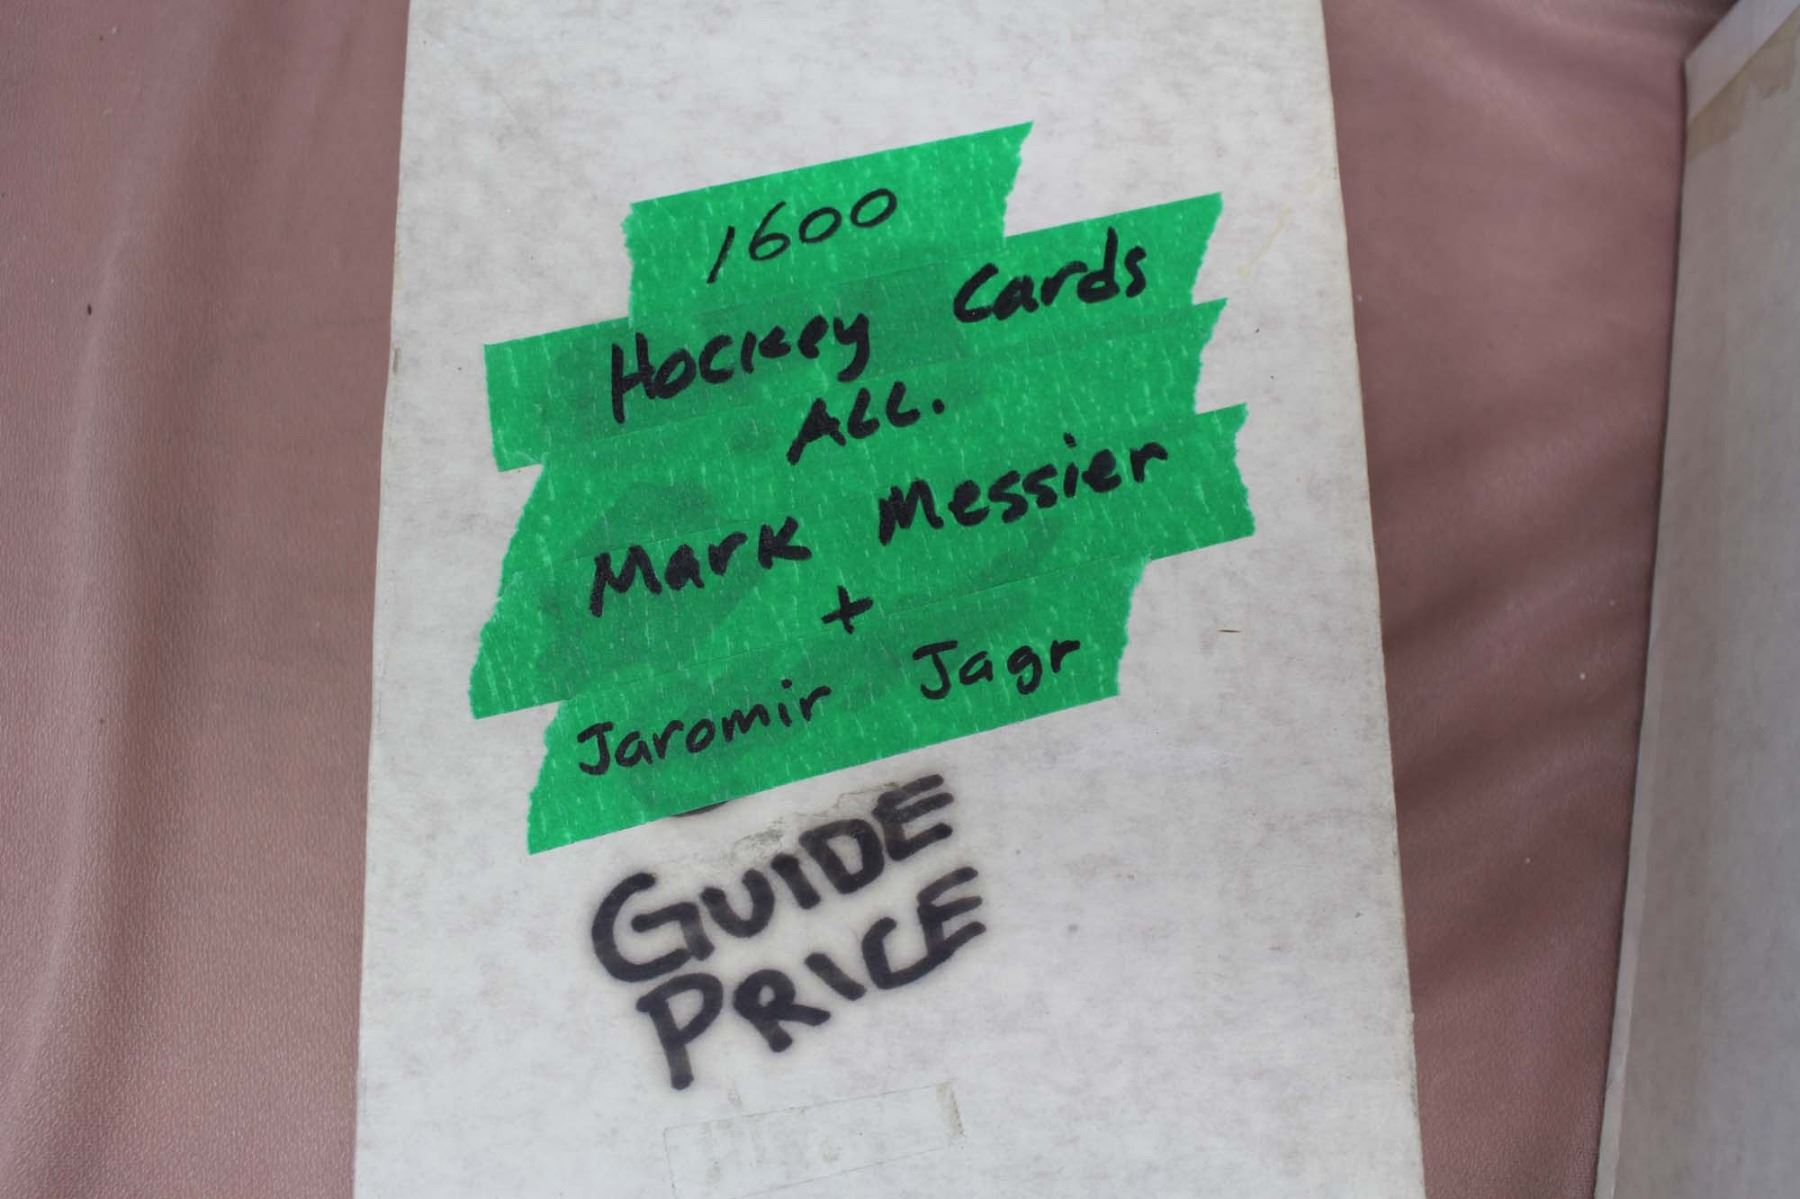 1600
Hockey Cards
ALL.
Mark Messier
+
Jaromir Jagr
GUIDE
PRICE